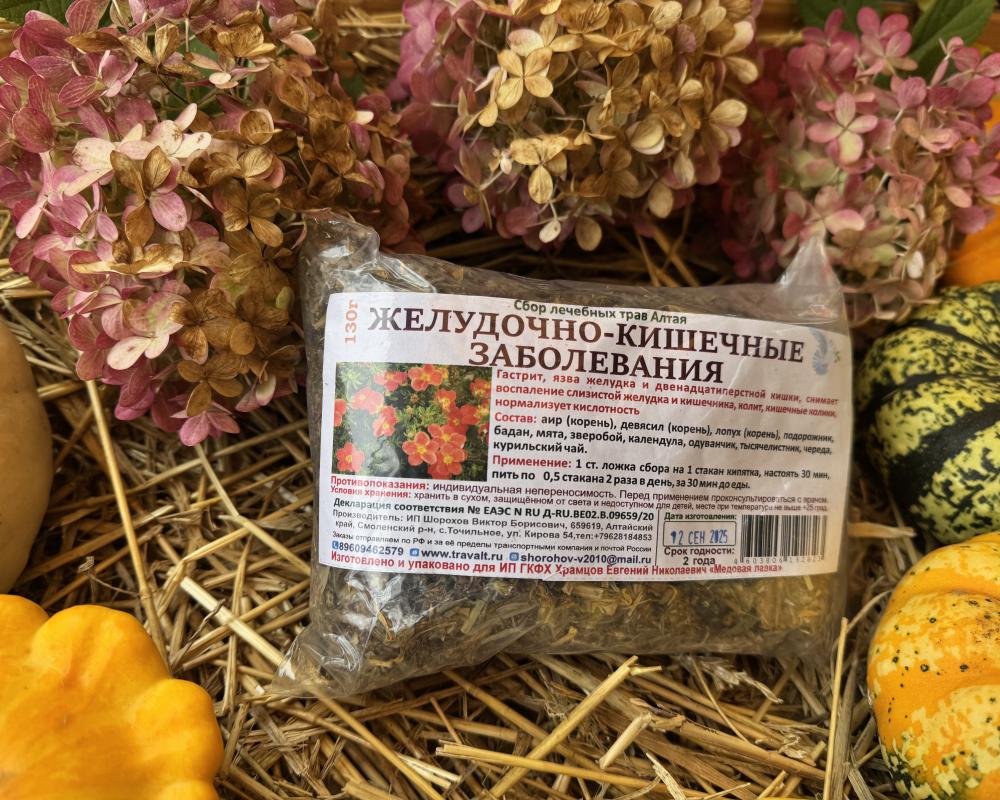 130г
Сбор лечебных трав Алтая
ЖЕЛУДОЧНО-КИШЕЧНЫЕ
ЗАБОЛЕВАНИЯ
Гастрит, язва желудка и двенадцатиперстной кишки, снимает
воспаление слизистой желудка и кишечника, колит, кишечные колики,
нормализует кислотность
Состав: аир (корень), девясил (корень), лопух (корень), подорожник,
бадан, мята, зверобой, календула, одуванчик, тысячелистник, череда,
курильский чай.
Применение: 1 ст. ложка сбора на 1 стакан кипятка, настоять 30 мин,
пить по 0,5 стакана 2 раза в день, за 30 мин до еды.
Противопоказания: индивидуальная непереносимость. Перед применением проконсультироваться с врачом.
Условия хранения: хранить в сухом, защищённом от света и недоступном для детей, месте при температуре не выше +25 град.
Декларация соответствия № ЕАЭС N RU Д-RU.BE02.B.09659/20
Производитель: ИП Шорохов Виктор Борисович, 659619, Алтайский
край, Смоленский р-н, с.Точильное, ул. Кирова 54,тел:+79628184853
Заказы отправляем по РФ и за её пределы транспортными компания и почтой России
89609462579 www.travalt.ru shorohov-v2010@mail.ru
Дата изготовления:
12 СЕН 2025
Срок годности:
2 года
Изготовлено и упаковано для ИП ГКФХ Храмцов Евгений Николаевич «Медовая лавка»